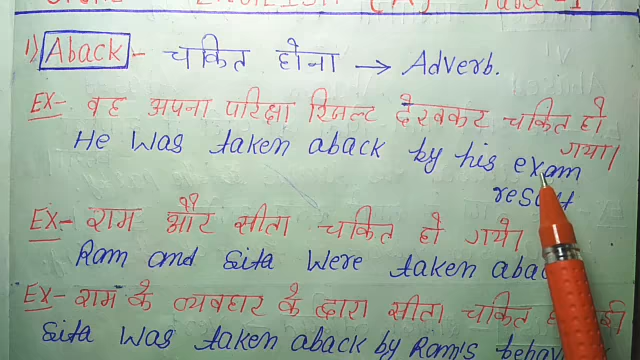 1) Aback - चकित होना → Adverb.
Ex- वह अपना परिक्षा रिजल्ट देखकर चकित हो गया।
He was taken aback by his exam
result
Ex- राम और सीता चकित हो गये।
Ram and Sita were taken
Ex- राम के व्यवहार के द्वारा सीता चकित
Sita was taken aback by Ram's